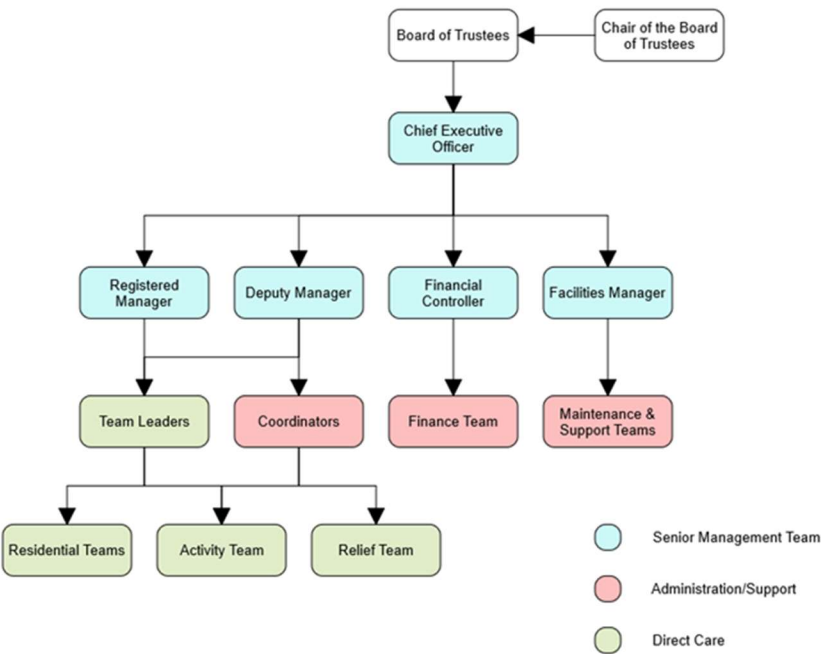 Board of Trustees
Chair of the Board
of Trustees
Chief Executive
Officer
Registered
Manager
Deputy Manager
Financial
Controller
Facilities Manager
Team Leaders
Coordinators
Finance Team
Maintenance &
Support Teams
Residential Teams
Activity Team
Relief Team
Senior Management Team
Administration/Support
Direct Care